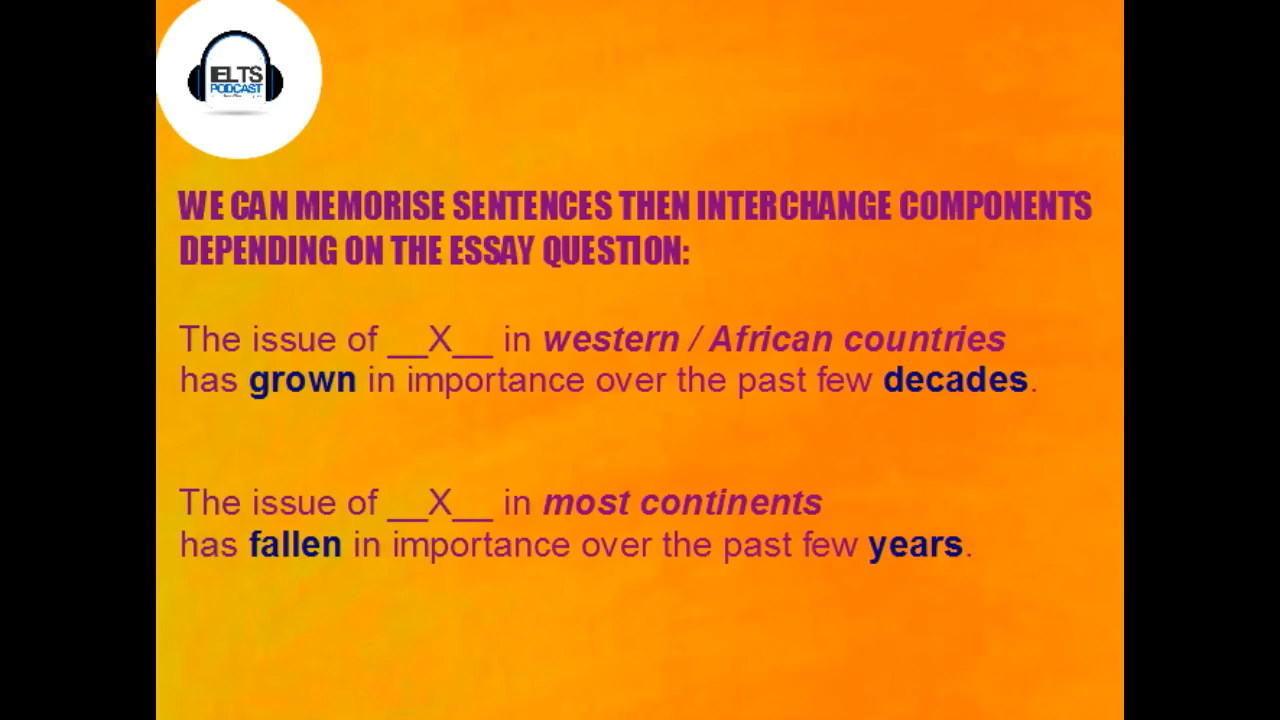 IELTS
PODCAST
WE CAN MEMORISE SENTENCES THEN INTERCHANGE COMPONENTS
DEPENDING ON THE ESSAY QUESTION:
The issue of __X__ in western / African countries
has grown in importance over the past few decades.
The issue of __X__ in most continents
has fallen in importance over the past few years.